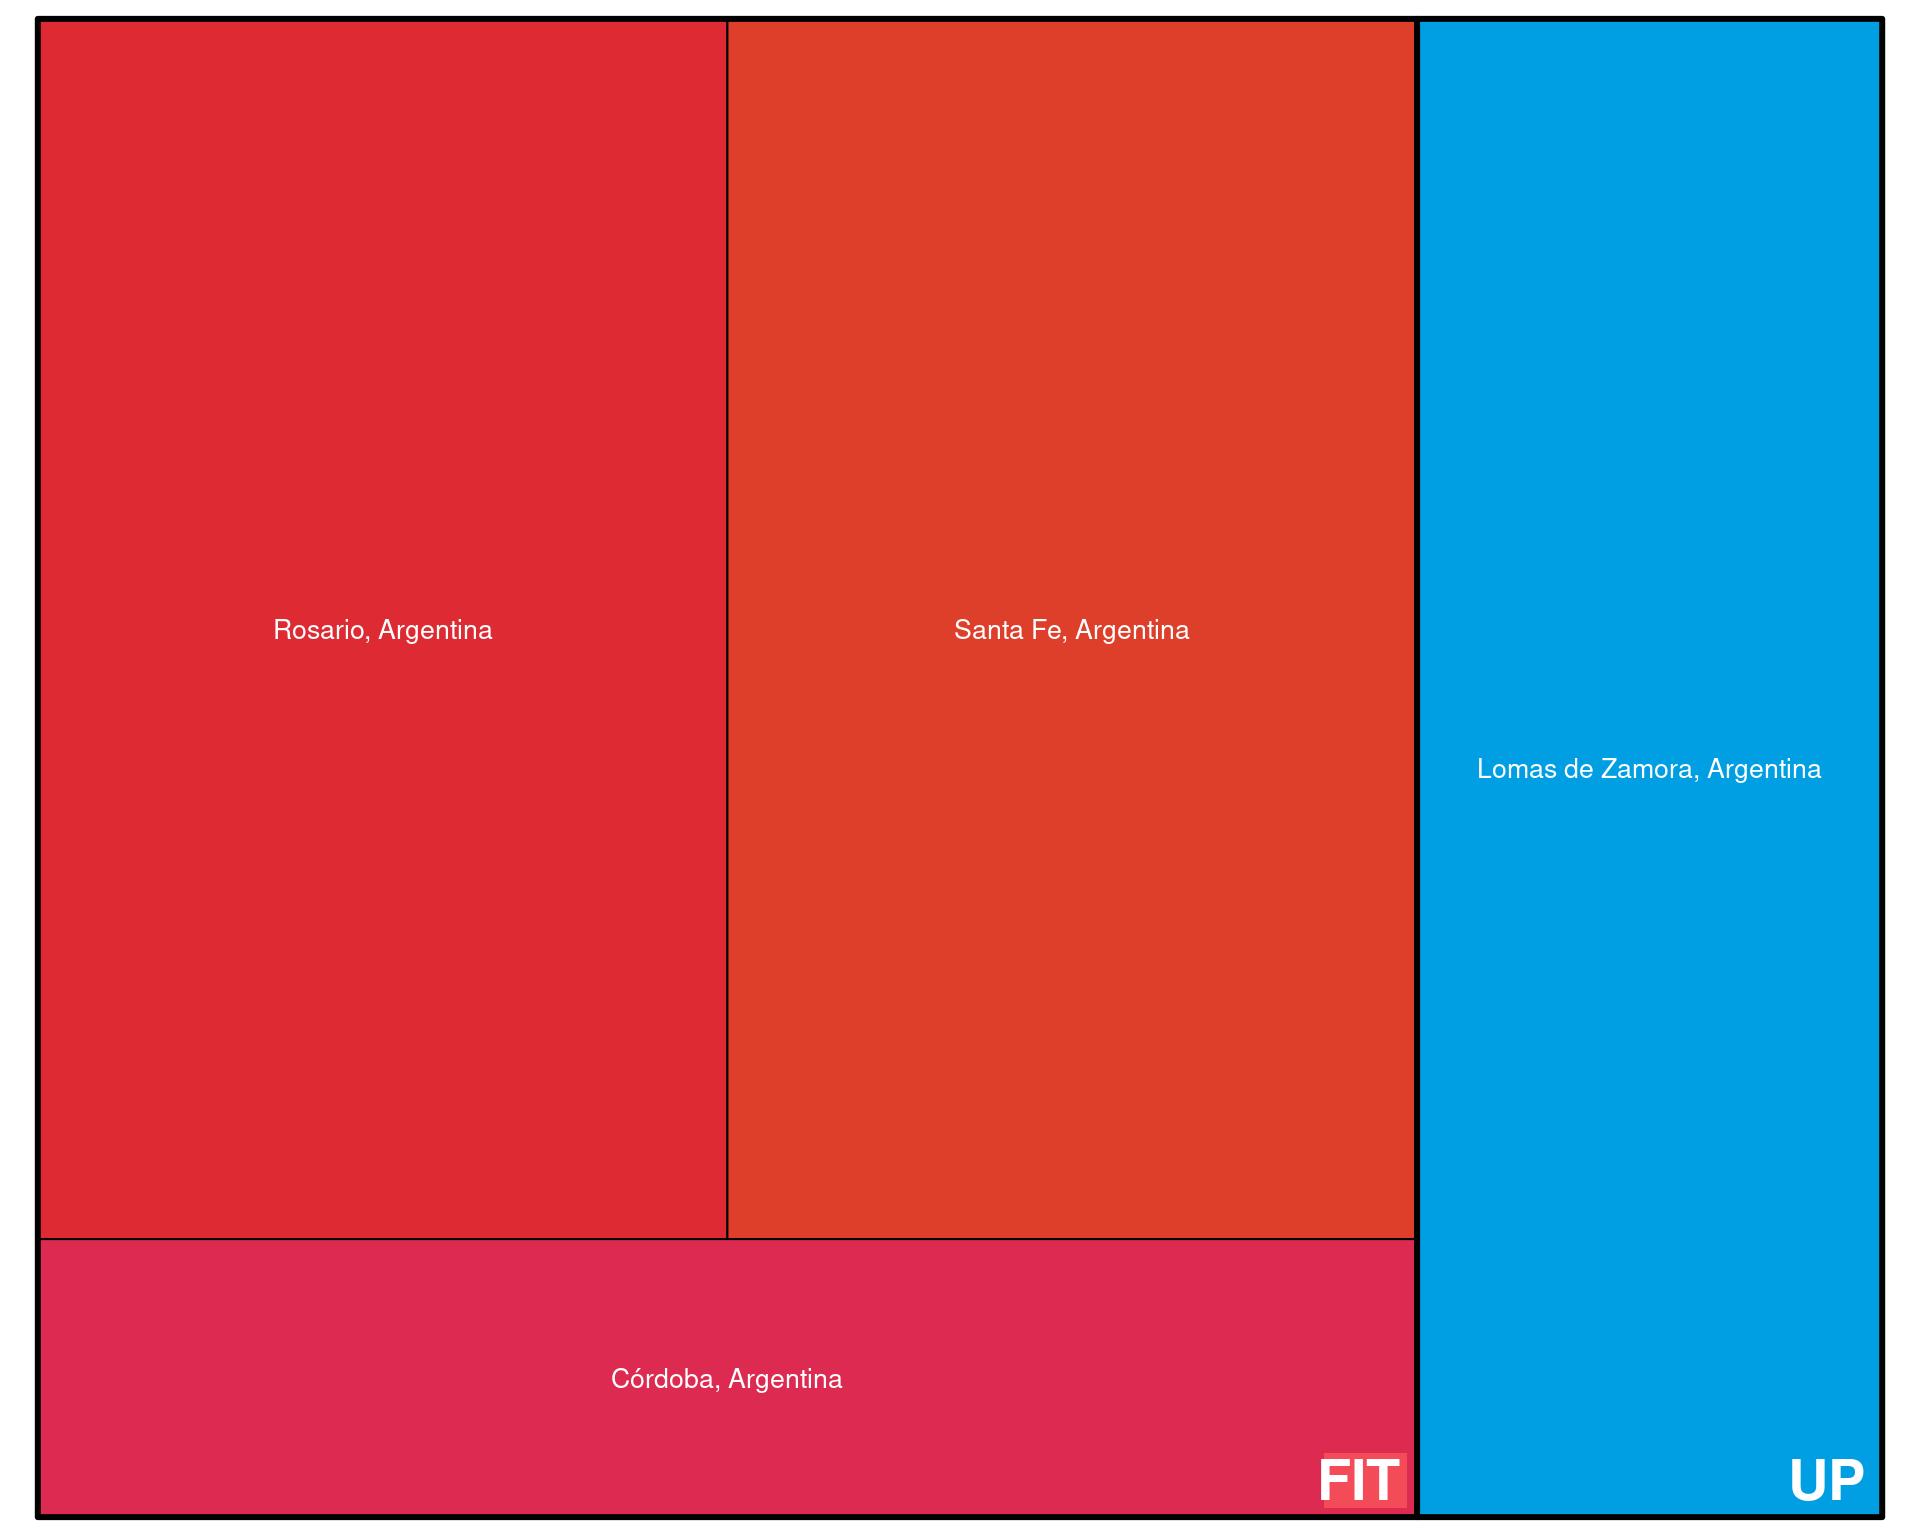 Rosario, Argentina
Santa Fe, Argentina
Lomas de Zamora, Argentina
Córdoba, Argentina
FIT
UP